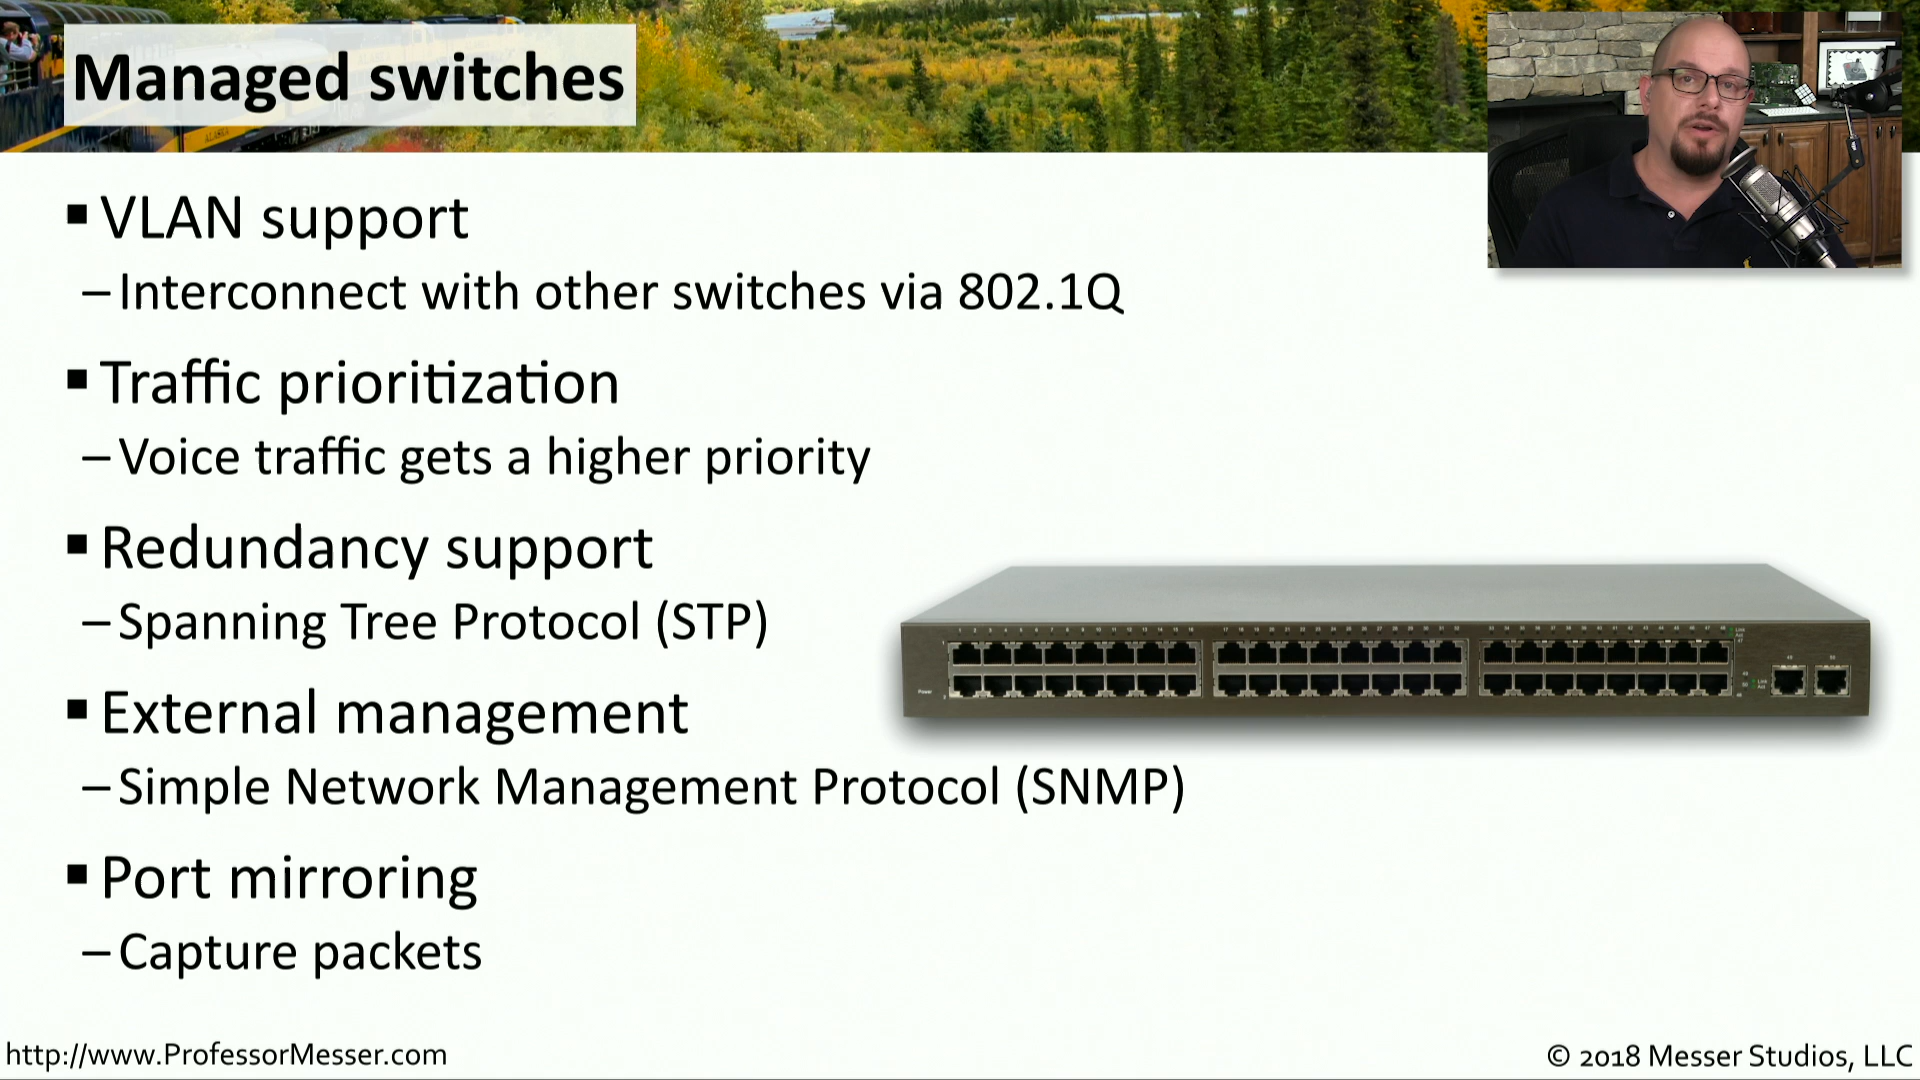 Managed switches
▪ VLAN support
– Interconnect with other switches via 802.1Q
▪ Traffic prioritization
– Voice traffic gets a higher priority
▪ Redundancy support
– Spanning Tree Protocol (STP)
▪ External management
– Simple Network Management Protocol (SNMP)
▪ Port mirroring
– Capture packets
http://www.ProfessorMesser.com
© 2018 Messer Studios, LLC